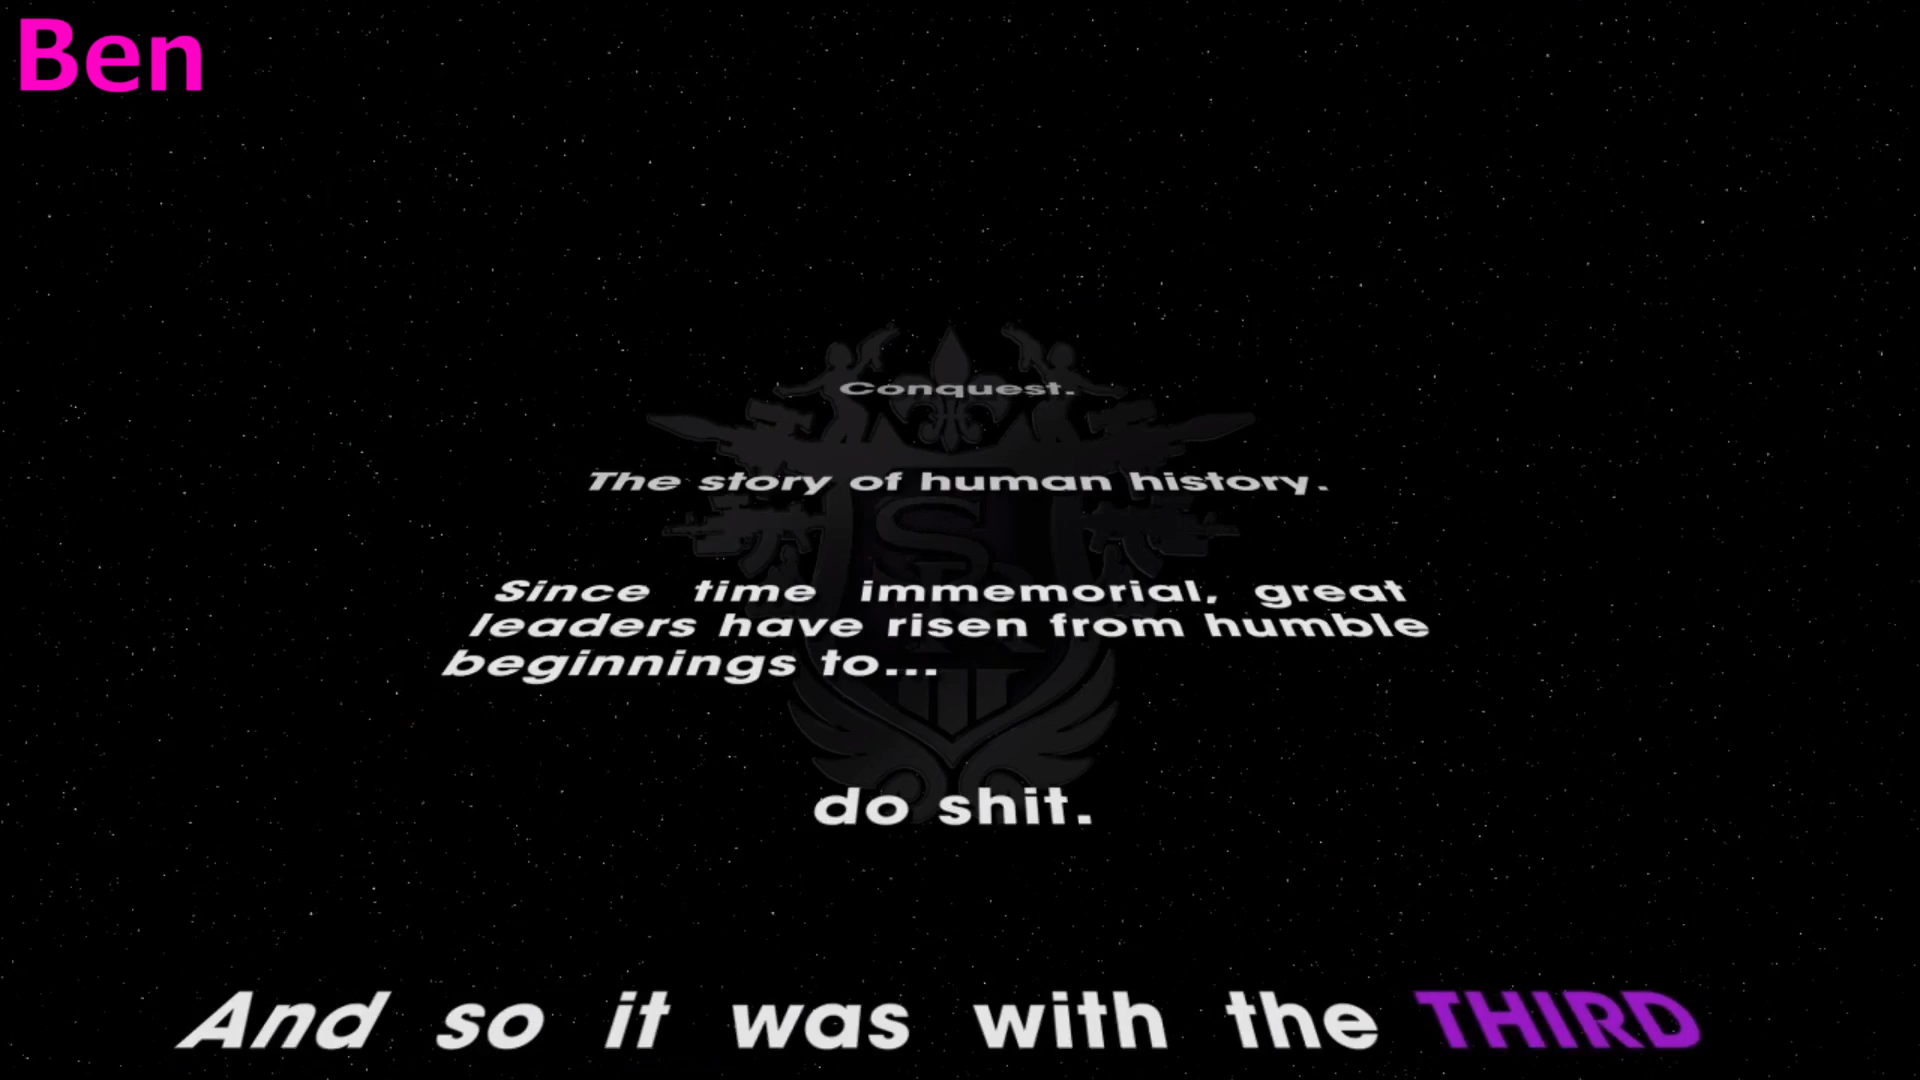 Ben
Conquest.
The story of human history.
Since time immemorial, great
leaders have risen from humble
beginnings to...
do shit.
And so it was with the THIRD
SR